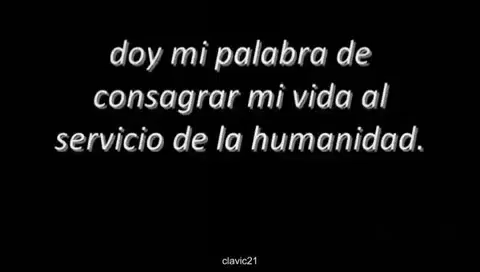 doy mi palabra de
consagrar mi vida al
servicio de la humanidad.
clavic21